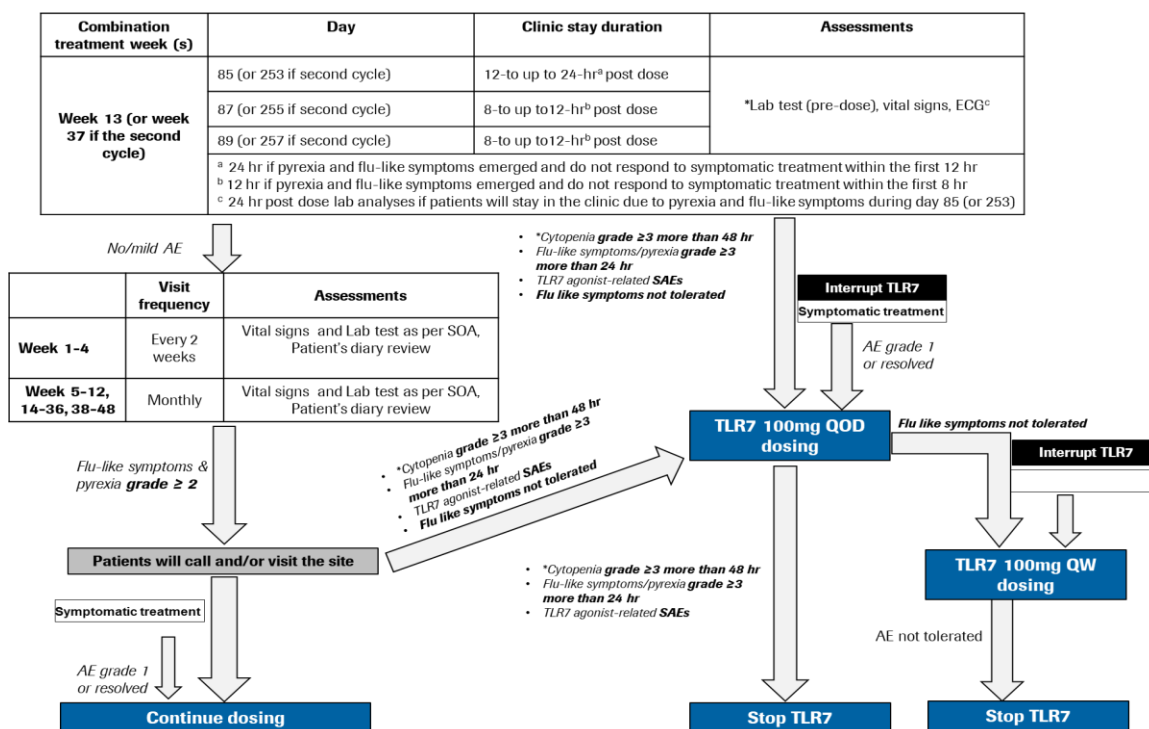 Combination
treatment week (s)
Day
Clinic stay duration
Assessments
Week 13 (or week
37 if the second
cycle)
85 (or 253 if second cycle)
12-to up to 24-hrᵃ post dose
87 (or 255 if second cycle)
8-to up to12-hrᵇ post dose
89 (or 257 if second cycle)
8-to up to12-hrᵇ post dose
*Lab test (pre-dose), vital signs, ECGᶜ
ᵃ 24 hr if pyrexia and flu-like symptoms emerged and do not respond to symptomatic treatment within the first 12 hr
ᵇ 12 hr if pyrexia and flu-like symptoms emerged and do not respond to symptomatic treatment within the first 8 hr
ᶜ 24 hr post dose lab analyses if patients will stay in the clinic due to pyrexia and flu-like symptoms during day 85 (or 253)
No/mild AE
Visit
frequency
Assessments
Week 1-4
Every 2
weeks
Vital signs and Lab test as per SOA,
Patient's diary review
Week 5-12,
14-36, 38-48
Monthly
Vital signs and Lab test as per SOA,
Patient's diary review
• *Cytopenia grade ≥3 more than 48 hr
• Flu-like symptoms/pyrexia grade ≥3
more than 24 hr
• TLR7 agonist-related SAEs
• Flu like symptoms not tolerated
Interrupt TLR7
Symptomatic treatment
AE grade 1
or resolved
Flu-like symptoms &
pyrexia grade ≥ 2
• *Cytopenia grade ≥3 more than 48 hr
• Flu-like symptoms/pyrexia grade ≥3
more than 24 hr
• TLR7 agonist-related SAEs
• Flu like symptoms not tolerated
TLR7 100mg QOD
dosing
Flu like symptoms not tolerated
Interrupt TLR7
Patients will call and/or visit the site
TLR7 100mg QW
dosing
Symptomatic treatment
• *Cytopenia grade ≥3 more than 48 hr
• Flu-like symptoms/pyrexia grade ≥3
more than 24 hr
• TLR7 agonist-related SAEs
AE not tolerated
AE grade 1
or resolved
Continue dosing
Stop TLR7
Stop TLR7